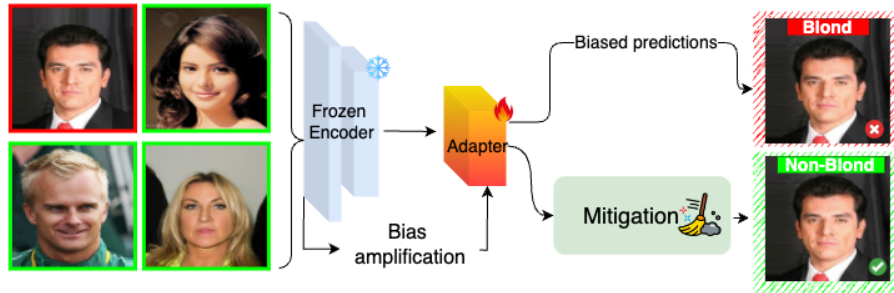 Frozen
Encoder
Bias
amplification
Adapter
Biased predictions
Mitigation
Blond
Non-Blond